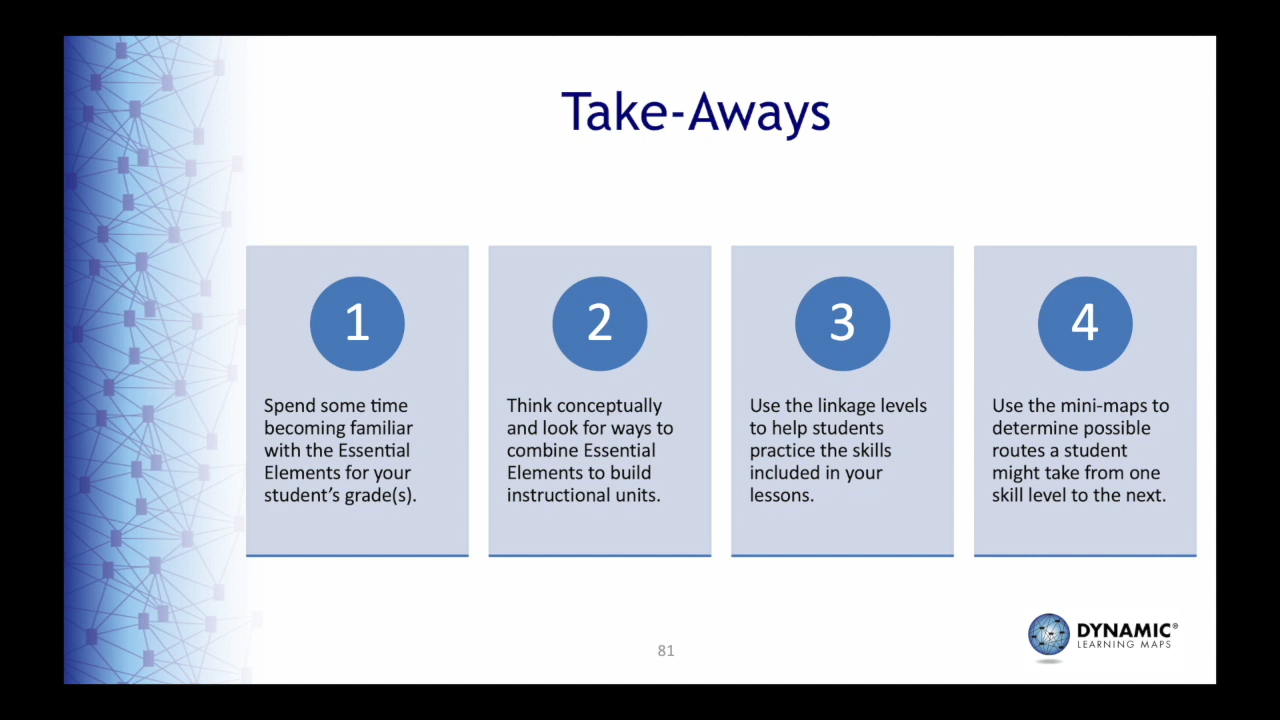 Take-Aways
1
Spend some time
becoming familiar
with the Essential
Elements for your
student’s grade(s).
2
Think conceptually
and look for ways to
combine Essential
Elements to build
instructional units.
3
Use the linkage levels
to help students
practice the skills
included in your
lessons.
4
Use the mini-maps to
determine possible
routes a student
might take from one
skill level to the next.
81
DYNAMIC®
LEARNING MAPS